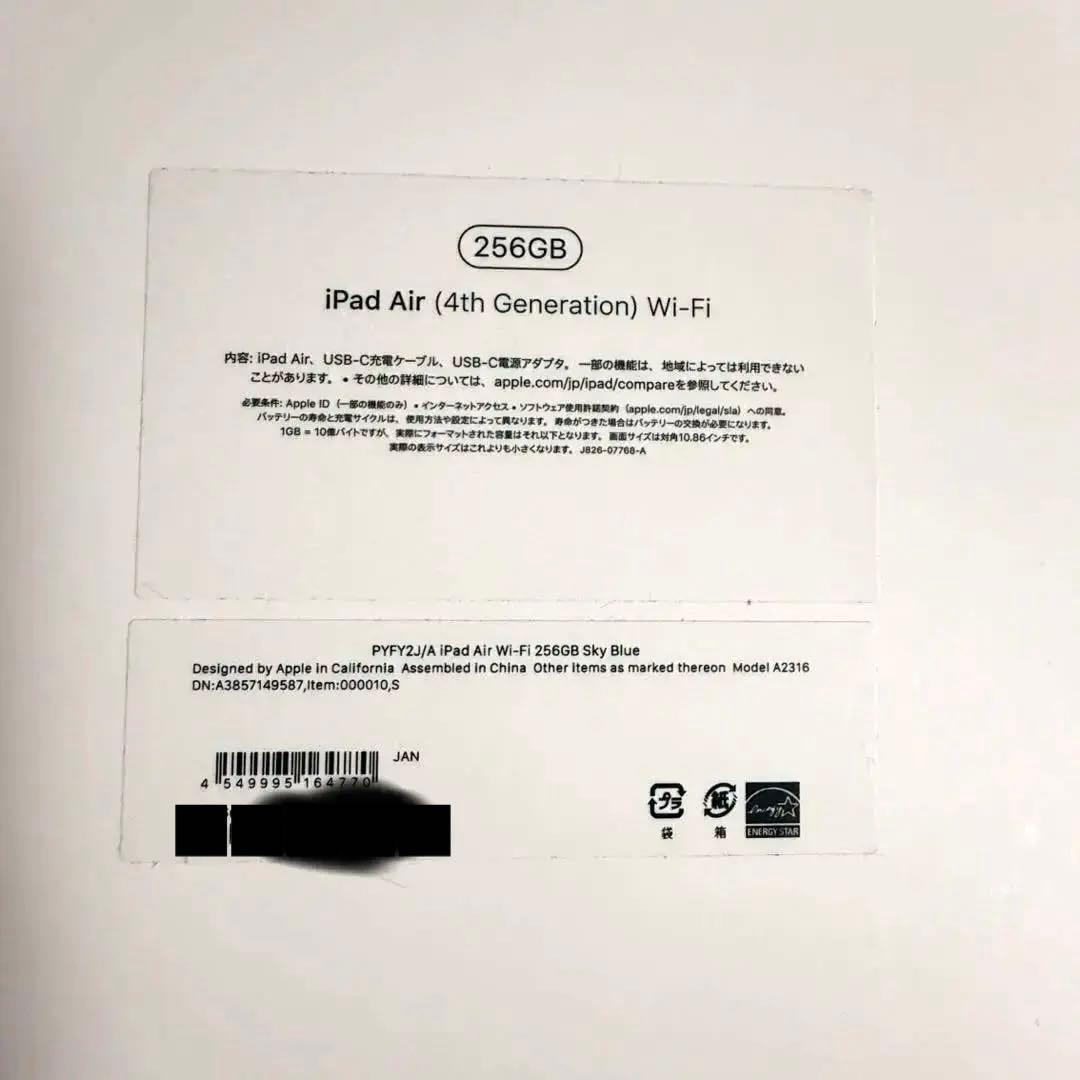 256GB
iPad Air (4th Generation) Wi-Fi
内容: iPad Air、USB-C充電ケーブル、USB-C電源アダプタ。一部の機能は、地域によっては利用できない
ことがあります。• その他の詳細については、apple.com/jp/ipad/compareを参照してください。
必要条件: Apple ID（一部の機能のみ）• インターネットアクセス • ソフトウェア使用許諾契約（apple.com/jp/legal/sla）への同意。
バッテリーの寿命と充電サイクルは、使用方法や設定によって異なります。寿命がつきた場合はバッテリーの交換が必要になります。
1GB = 10億バイトですが、実際にフォーマットされた容量はそれ以下となります。画面サイズは対角10.86インチです。
実際の表示サイズはこれよりも小さくなります。J826-07768-A
PYFY2J/A iPad Air Wi-Fi 256GB Sky Blue
Designed by Apple in California Assembled in China Other items as marked thereon Model A2316
DN:A3857149587,Item:000010,S
JAN
4 549995 164770
プラ
袋
紙
箱
energy
ENERGY STAR